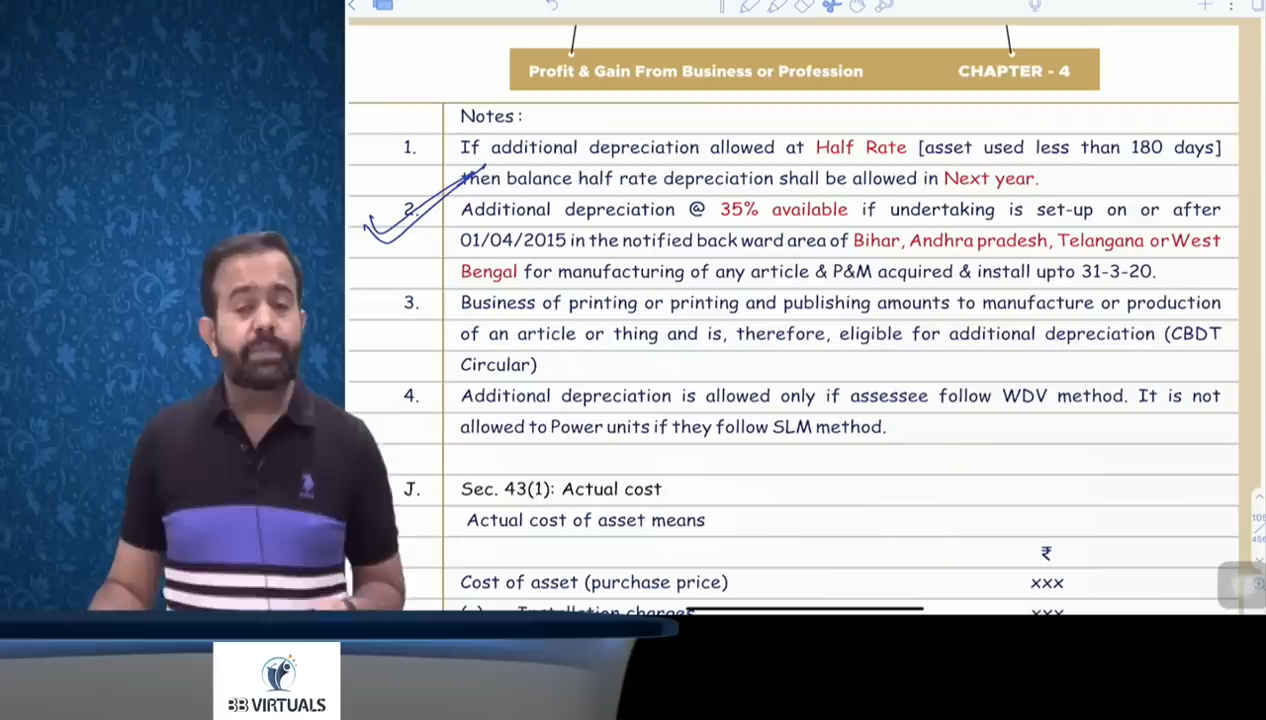 Profit & Gain From Business or Profession CHAPTER - 4
Notes :
1. If additional depreciation allowed at Half Rate [asset used less than 180 days]
then balance half rate depreciation shall be allowed in Next year.
2. Additional depreciation @ 35% available if undertaking is set-up on or after
01/04/2015 in the notified back ward area of Bihar, Andhra pradesh, Telangana or West
Bengal for manufacturing of any article & P&M acquired & install upto 31-3-20.
3. Business of printing or printing and publishing amounts to manufacture or production
of an article or thing and is, therefore, eligible for additional depreciation (CBDT
Circular)
4. Additional depreciation is allowed only if assessee follow WDV method. It is not
allowed to Power units if they follow SLM method.
J. Sec. 43(1): Actual cost
Actual cost of asset means
₹
Cost of asset (purchase price) xxx
Installation charges xxx
BB VIRTUALS